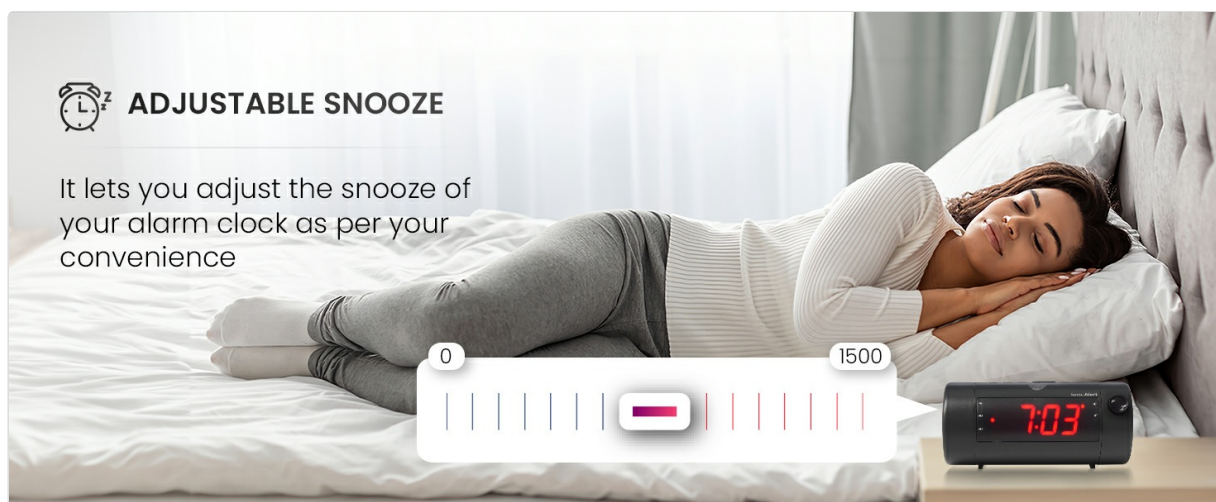 ADJUSTABLE SNOOZE
It lets you adjust the snooze of
your alarm clock as per your
convenience
0
1500
7:03